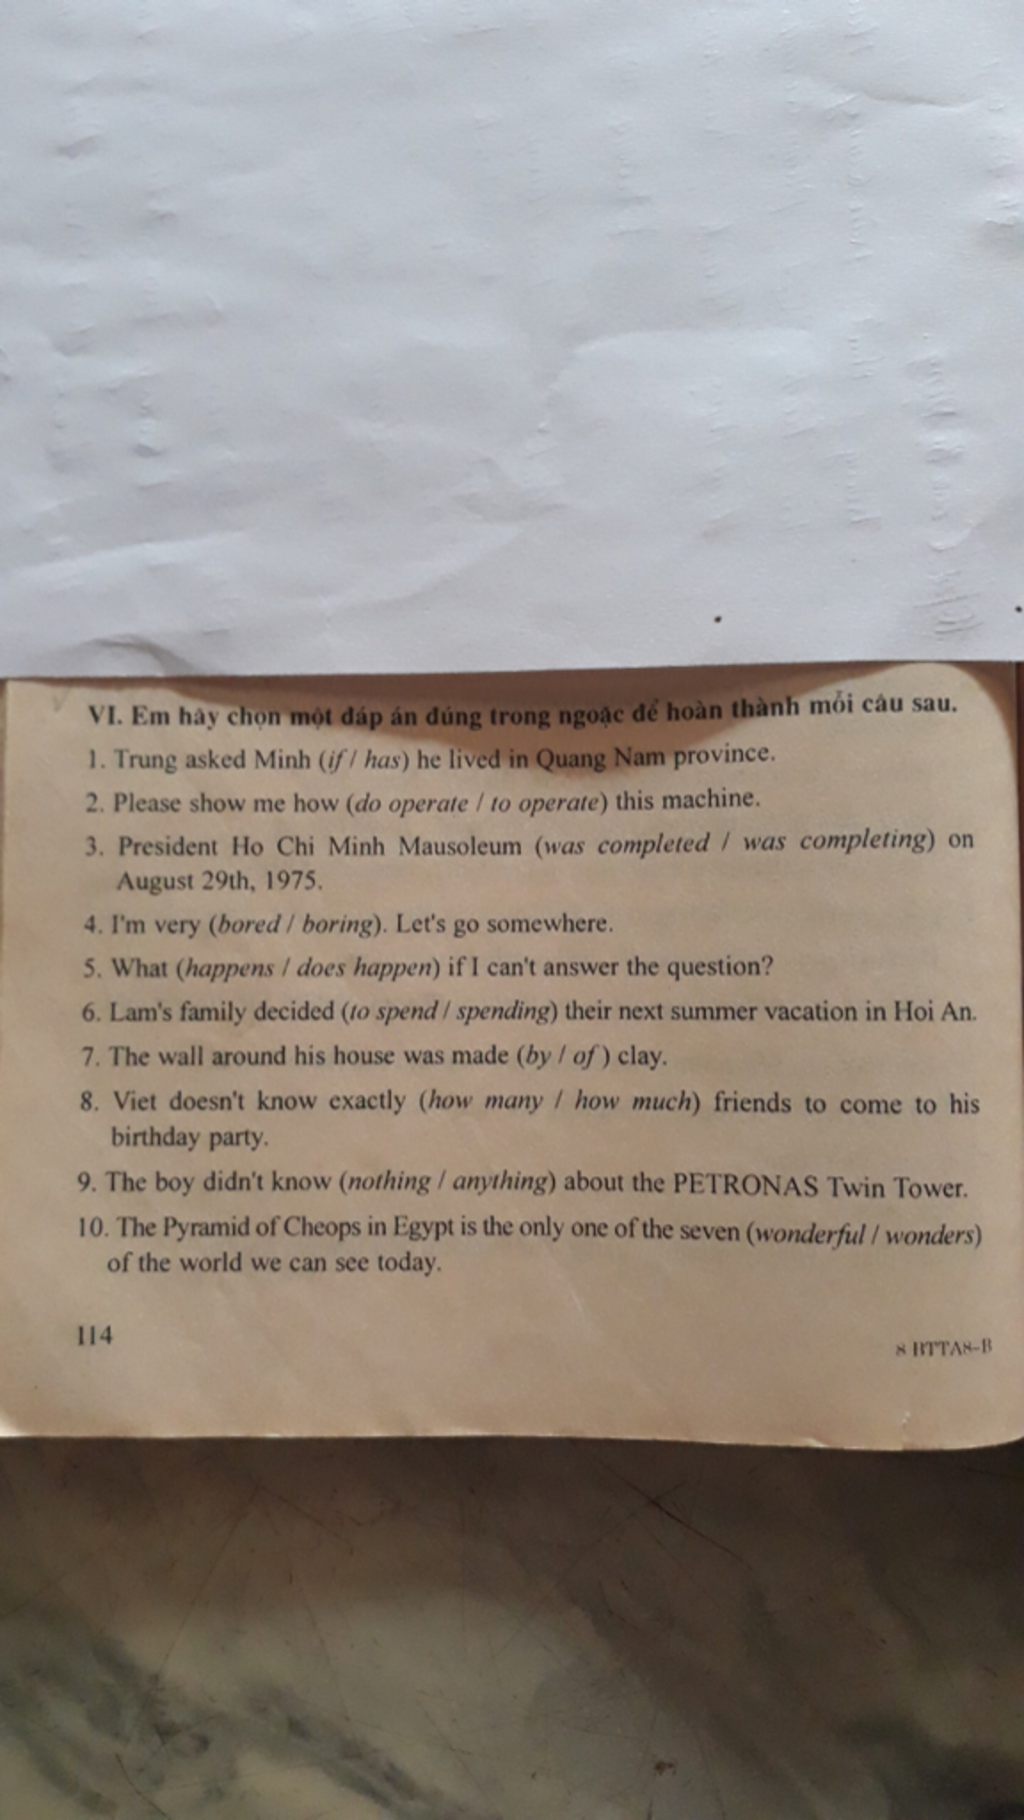 VI. Em hãy chọn một đáp án đúng trong ngoặc để hoàn thành mỗi câu sau.
1. Trung asked Minh (if / has) he lived in Quang Nam province.
2. Please show me how (do operate / to operate) this machine.
3. President Ho Chi Minh Mausoleum (was completed / was completing) on
August 29th, 1975.
4. I'm very (bored / boring). Let's go somewhere.
5. What (happens / does happen) if I can't answer the question?
6. Lam's family decided (to spend / spending) their next summer vacation in Hoi An.
7. The wall around his house was made (by / of) clay.
8. Viet doesn't know exactly (how many / how much) friends to come to his
birthday party.
9. The boy didn't know (nothing / anything) about the PETRONAS Twin Tower.
10. The Pyramid of Cheops in Egypt is the only one of the seven (wonderful / wonders)
of the world we can see today.
114
8 BTTA8-B